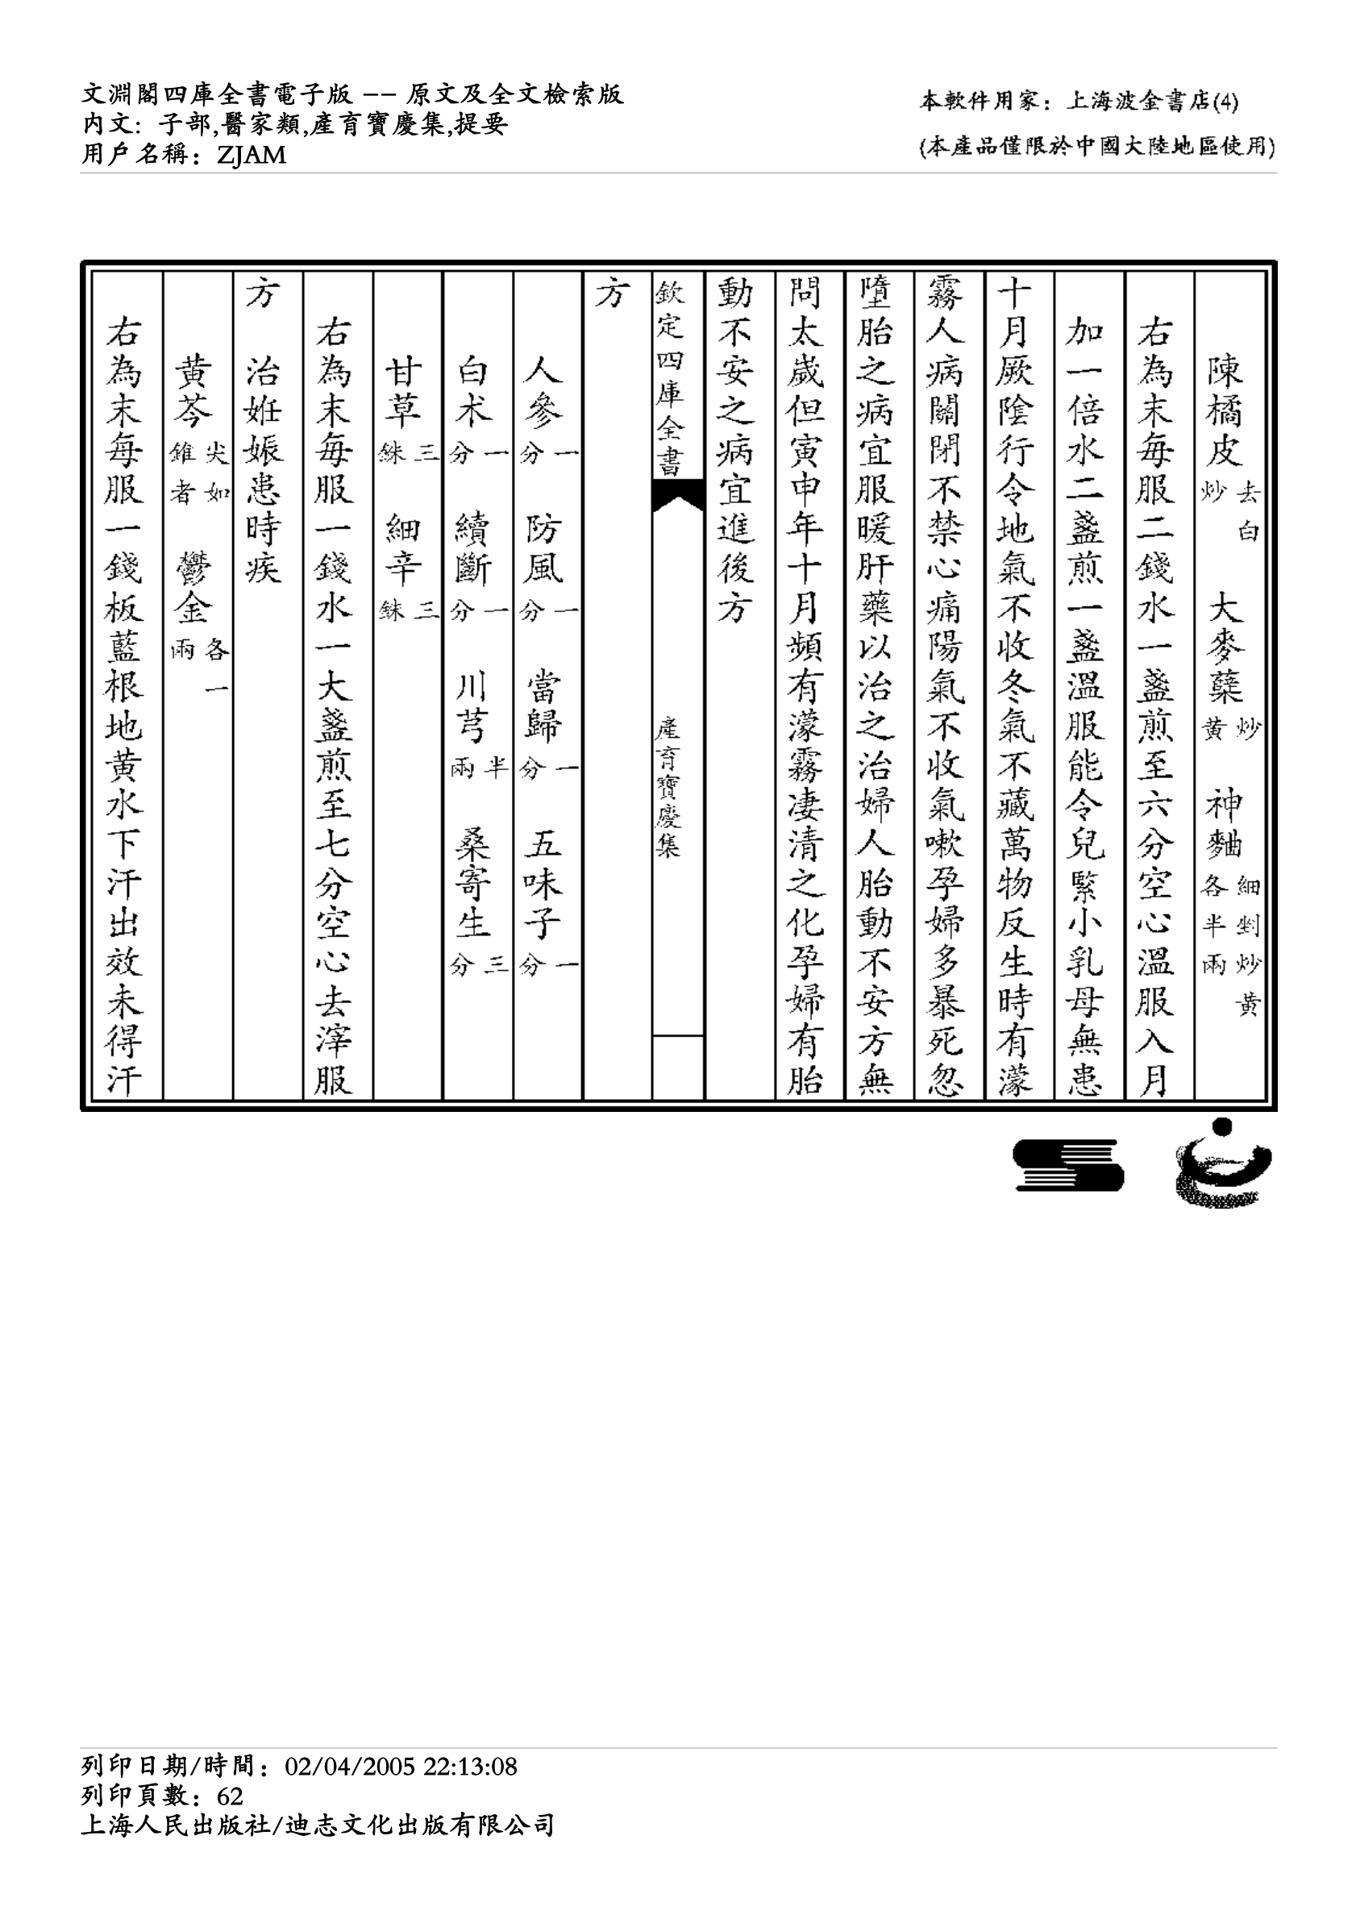 文淵閣四庫全書電子版 -- 原文及全文檢索版
内文: 子部,醫家類,產育寶慶集,提要
用戶名稱: ZJAM
本軟件用家: 上海波金書店(4)
(本產品僅限於中國大陸地區使用)
陳橘皮去白炒 大麥蘖炒黄 神麯細剉炒黄各半兩
右為末每服二錢水一盞煎至六分空心溫服入月
加一倍水二盞煎一盞溫服能令兒緊小乳母無患
十月厥陰行令地氣不收冬氣不藏萬物反生時有濛
霧人病關閉不禁心痛陽氣不收氣嗽孕婦多暴死忽
墮胎之病宜服暖肝藥以治之治婦人胎動不安方無
問太歲但寅申年十月頻有濛霧凄清之化孕婦有胎
動不安之病宜進後方
欽定四庫全書 產育寶慶集
方
人參一分 防風一分 當歸一分 五味子一分
白术一分 續斷一分 川芎半兩 桑寄生三分
甘草三銖 細辛三銖
右為末每服一錢水一大盞煎至七分空心去滓服
方 治姙娠患時疾
黄芩尖如錐者 鬱金各一兩
右為末每服一錢板藍根地黄水下汗出效未得汗
列印日期/時間: 02/04/2005 22:13:08
列印頁數: 62
上海人民出版社/迪志文化出版有限公司